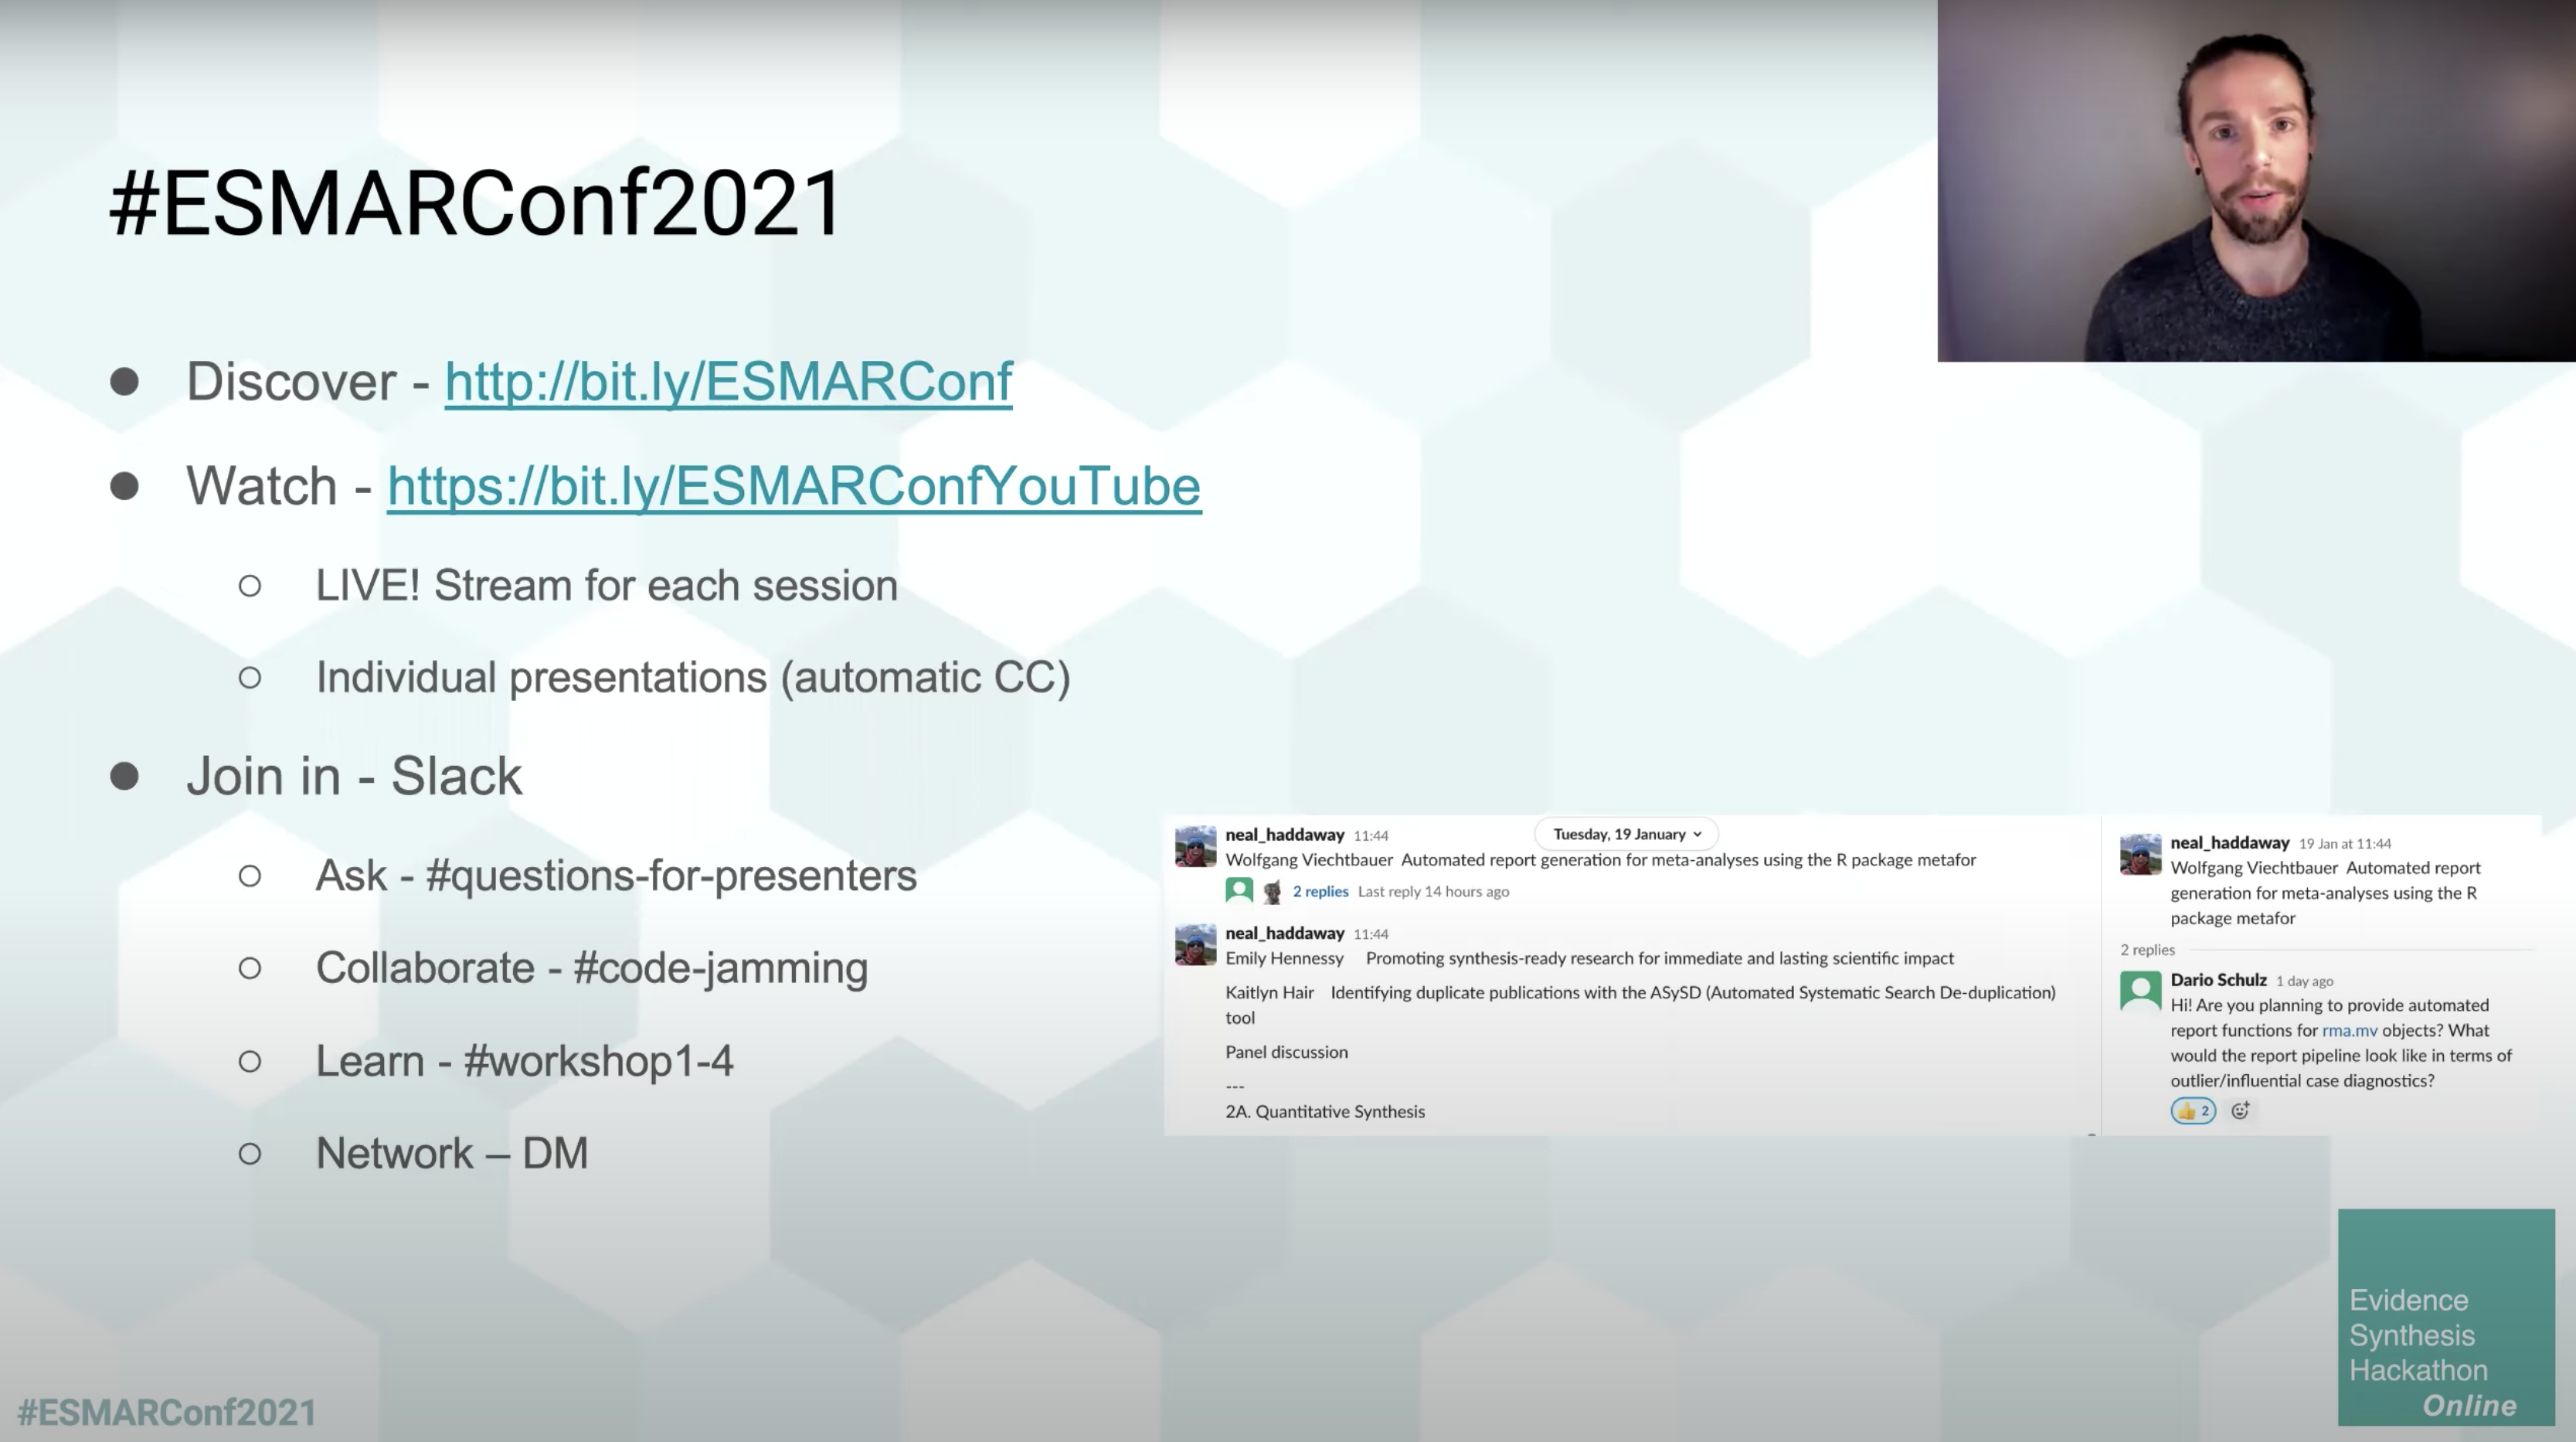 #ESMARConf2021
● Discover - http://bit.ly/ESMARConf
● Watch - https://bit.ly/ESMARConfYouTube
○ LIVE! Stream for each session
○ Individual presentations (automatic CC)
● Join in - Slack
○ Ask - #questions-for-presenters
○ Collaborate - #code-jamming
○ Learn - #workshop1-4
○ Network – DM
neal_haddaway 11:44
Tuesday, 19 January
Wolfgang Viechtbauer Automated report generation for meta-analyses using the R package metafor
2 replies Last reply 14 hours ago
neal_haddaway 11:44
Emily Hennessy Promoting synthesis-ready research for immediate and lasting scientific impact
Kaitlyn Hair Identifying duplicate publications with the ASySD (Automated Systematic Search De-duplication)
tool
Panel discussion
---
2A. Quantitative Synthesis
neal_haddaway 19 Jan at 11:44
Wolfgang Viechtbauer Automated report
generation for meta-analyses using the R
package metafor
2 replies
Dario Schulz 1 day ago
Hi! Are you planning to provide automated
report functions for rma.mv objects? What
would the report pipeline look like in terms of
outlier/influential case diagnostics?
👍 2
Evidence
Synthesis
Hackathon
Online
#ESMARConf2021